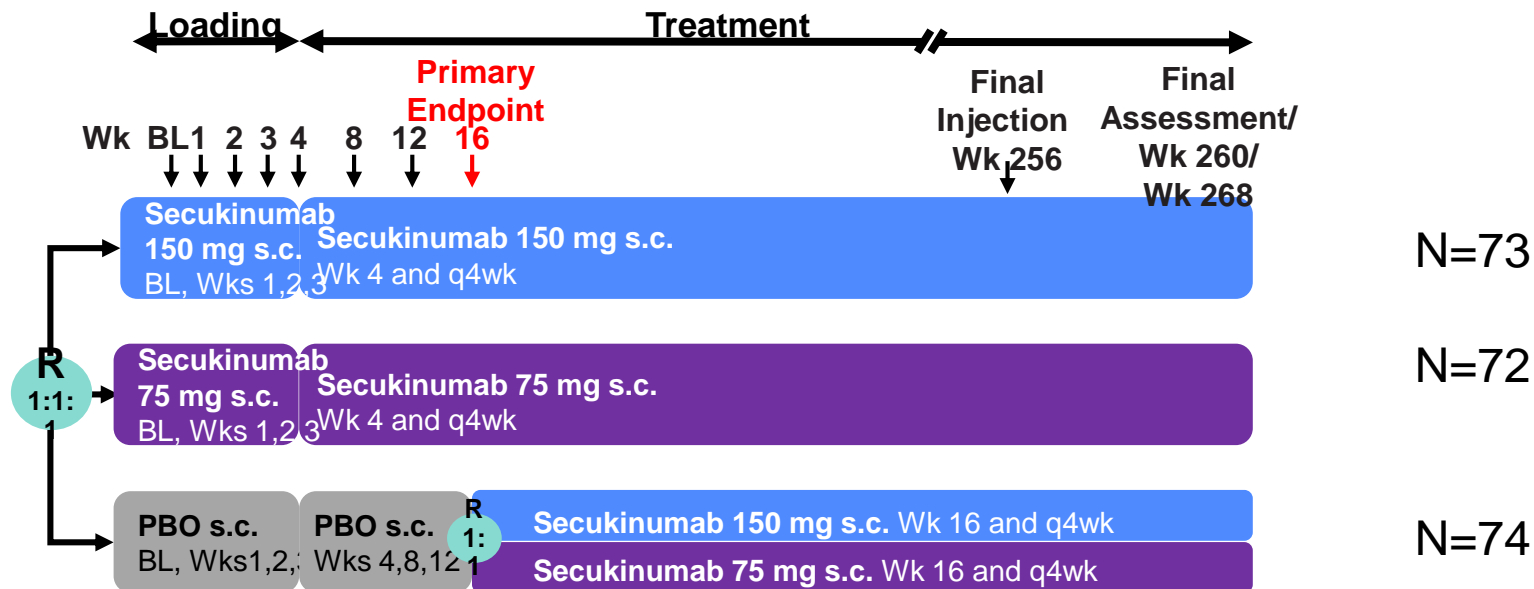 Loading
Treatment
Primary
Endpoint
Final
Injection
Wk 256
Final
Assessment/
Wk 260/
Wk 268
Wk BL 1 2 3 4 8 12 16
Secukinumab
150 mg s.c.
BL, Wks 1,2,3
Secukinumab 150 mg s.c.
Wk 4 and q4wk
N=73
R
1:1:
1
Secukinumab
75 mg s.c.
BL, Wks 1,2,3
Secukinumab 75 mg s.c.
Wk 4 and q4wk
N=72
PBO s.c.
BL, Wks1,2,3
PBO s.c.
Wks 4,8,12
R
1:
1
Secukinumab 150 mg s.c. Wk 16 and q4wk
Secukinumab 75 mg s.c. Wk 16 and q4wk
N=74